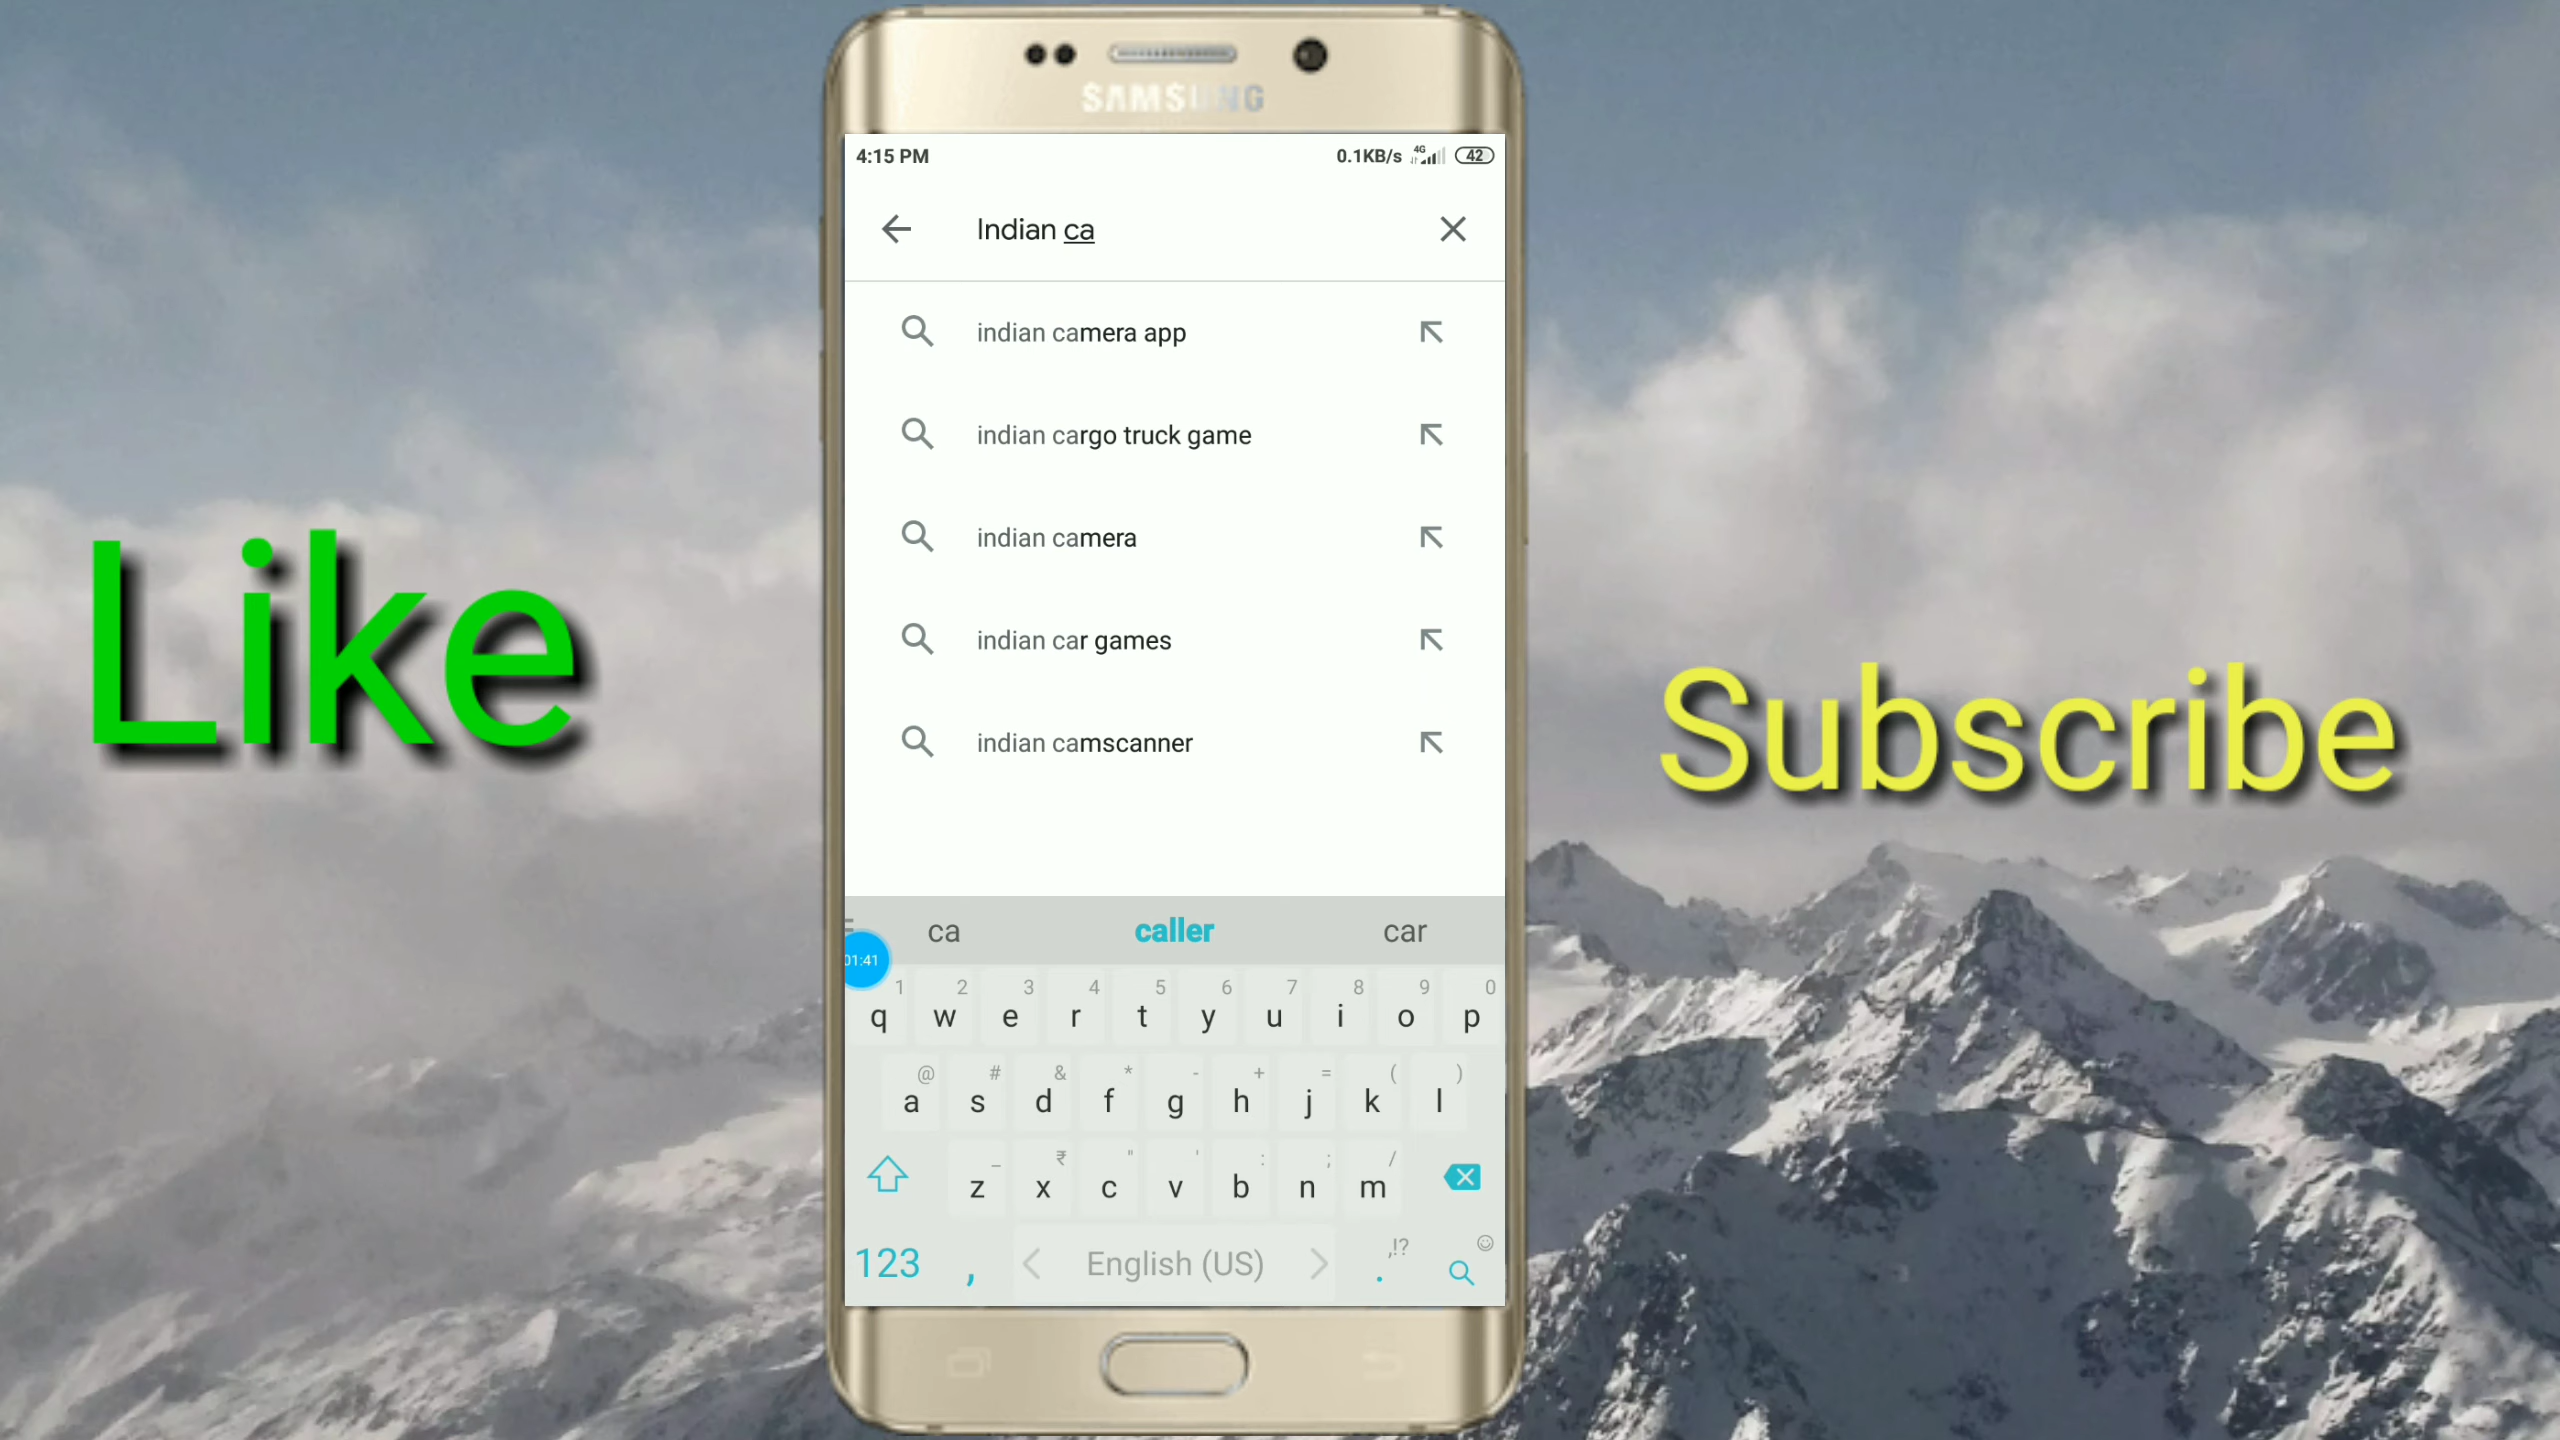 SAMSUNG
4:15 PM 0.1KB/s 4G 42
Indian ca
indian camera app
indian cargo truck game
indian camera
indian car games
indian camscanner
Like
Subscribe
ca caller car
01:41
1 2 3 4 5 6 7 8 9 0
q w e r t y u i o p
@ # & * - + = ( )
a s d f g h j k l
_ ₹ " ' : ; /
z x c v b n m
,!?
123 , < English (US) > .